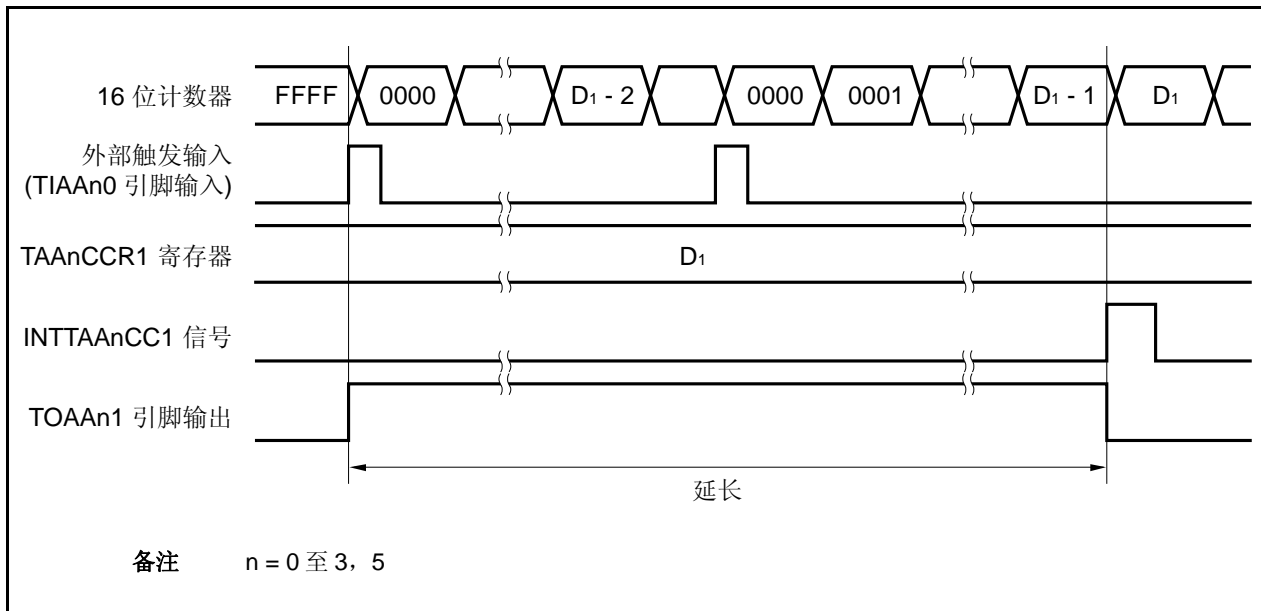 16 位计数器 FFFF 0000 D1 - 2 0000 0001 D1 - 1 D1
外部触发输入
(TIAAn0 引脚输入)
TAAnCCR1 寄存器 D1
INTTAAnCC1 信号
TOAAn1 引脚输出
延长
备注 n = 0 至 3，5